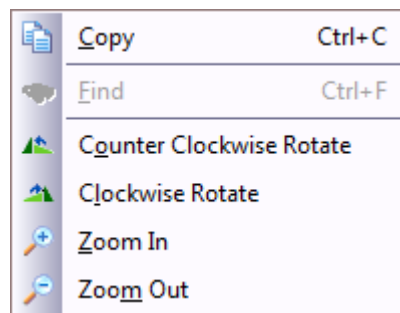 Copy Ctrl+C
Find Ctrl+F
Counter Clockwise Rotate
Clockwise Rotate
Zoom In
Zoom Out